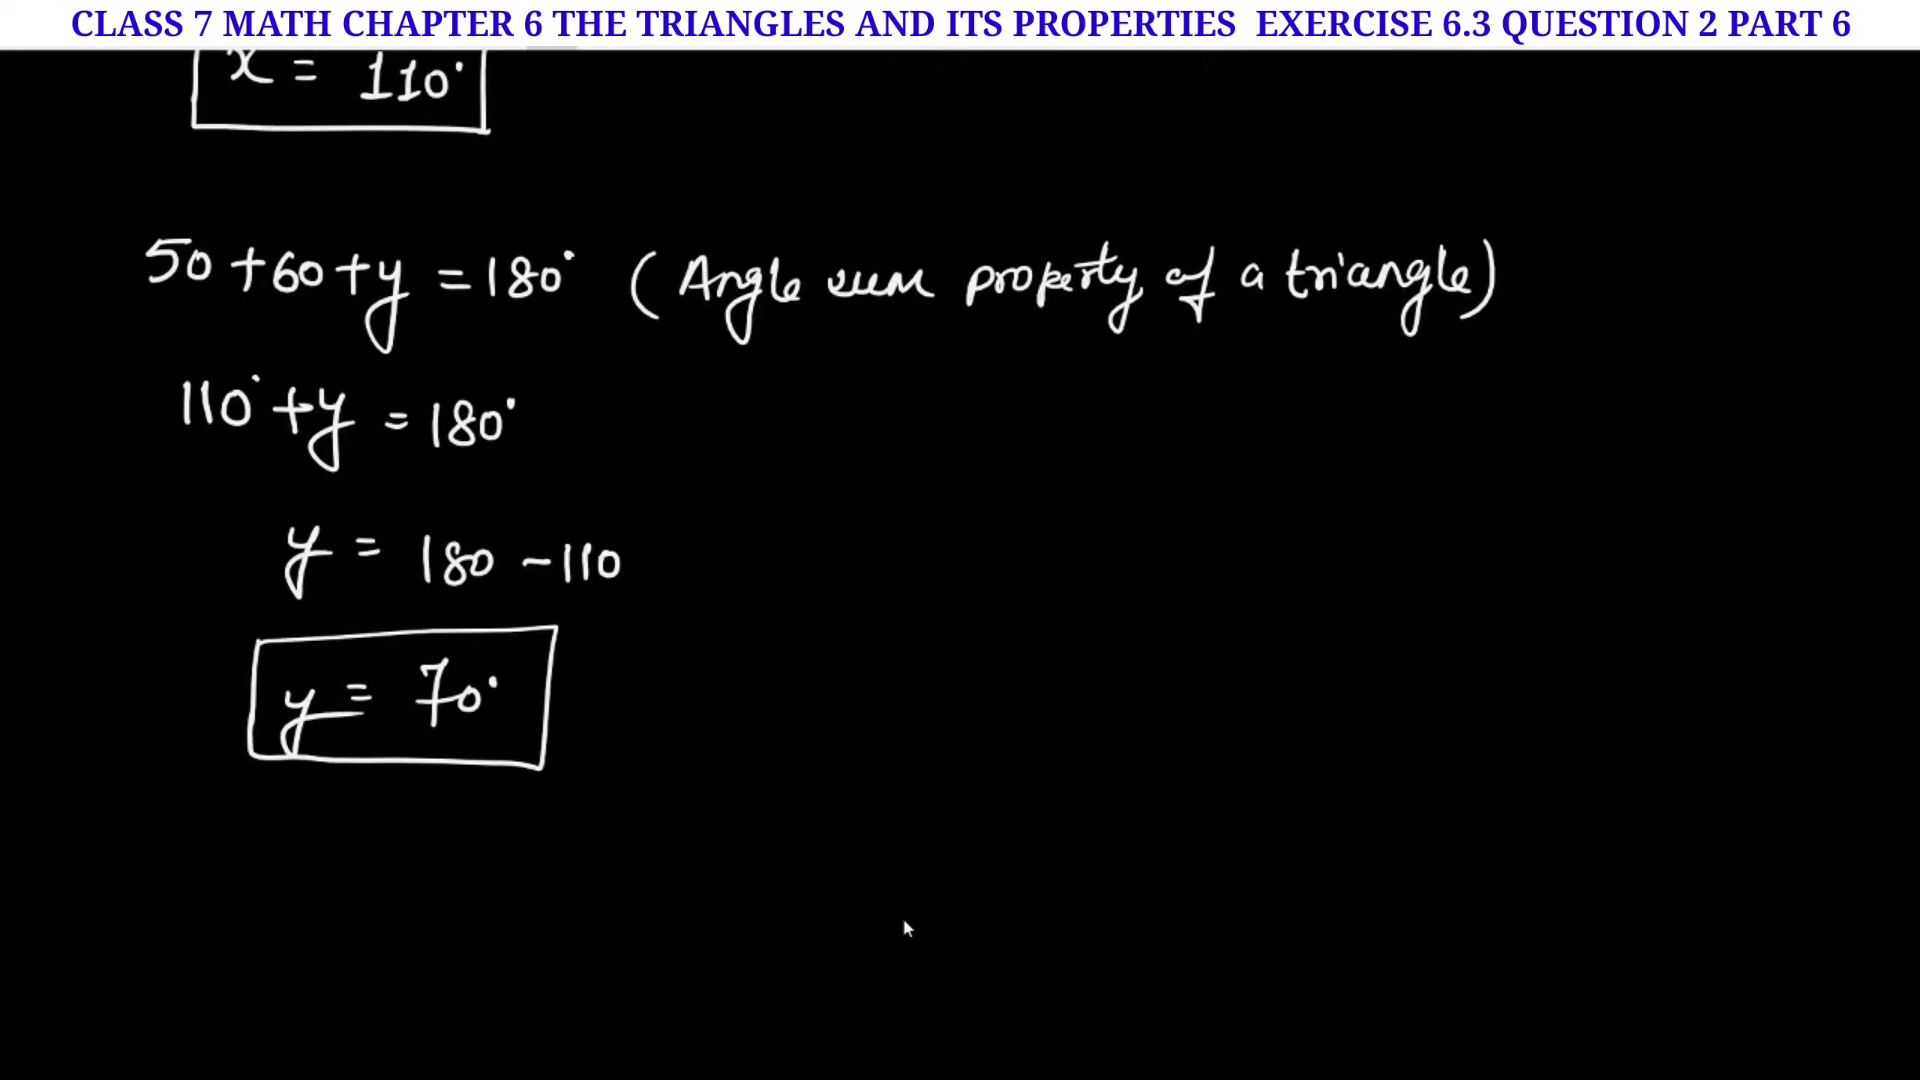 CLASS 7 MATH CHAPTER 6 THE TRIANGLES AND ITS PROPERTIES EXERCISE 6.3 QUESTION 2 PART 6
x = 110°
50+60+y = 180° (Angle sum property of a triangle)
110° + y = 180°
y = 180 - 110
y = 70°